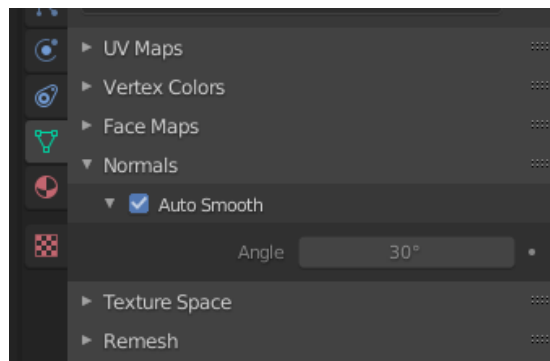 UV Maps
Vertex Colors
Face Maps
Normals
Auto Smooth
Angle 30°
Texture Space
Remesh